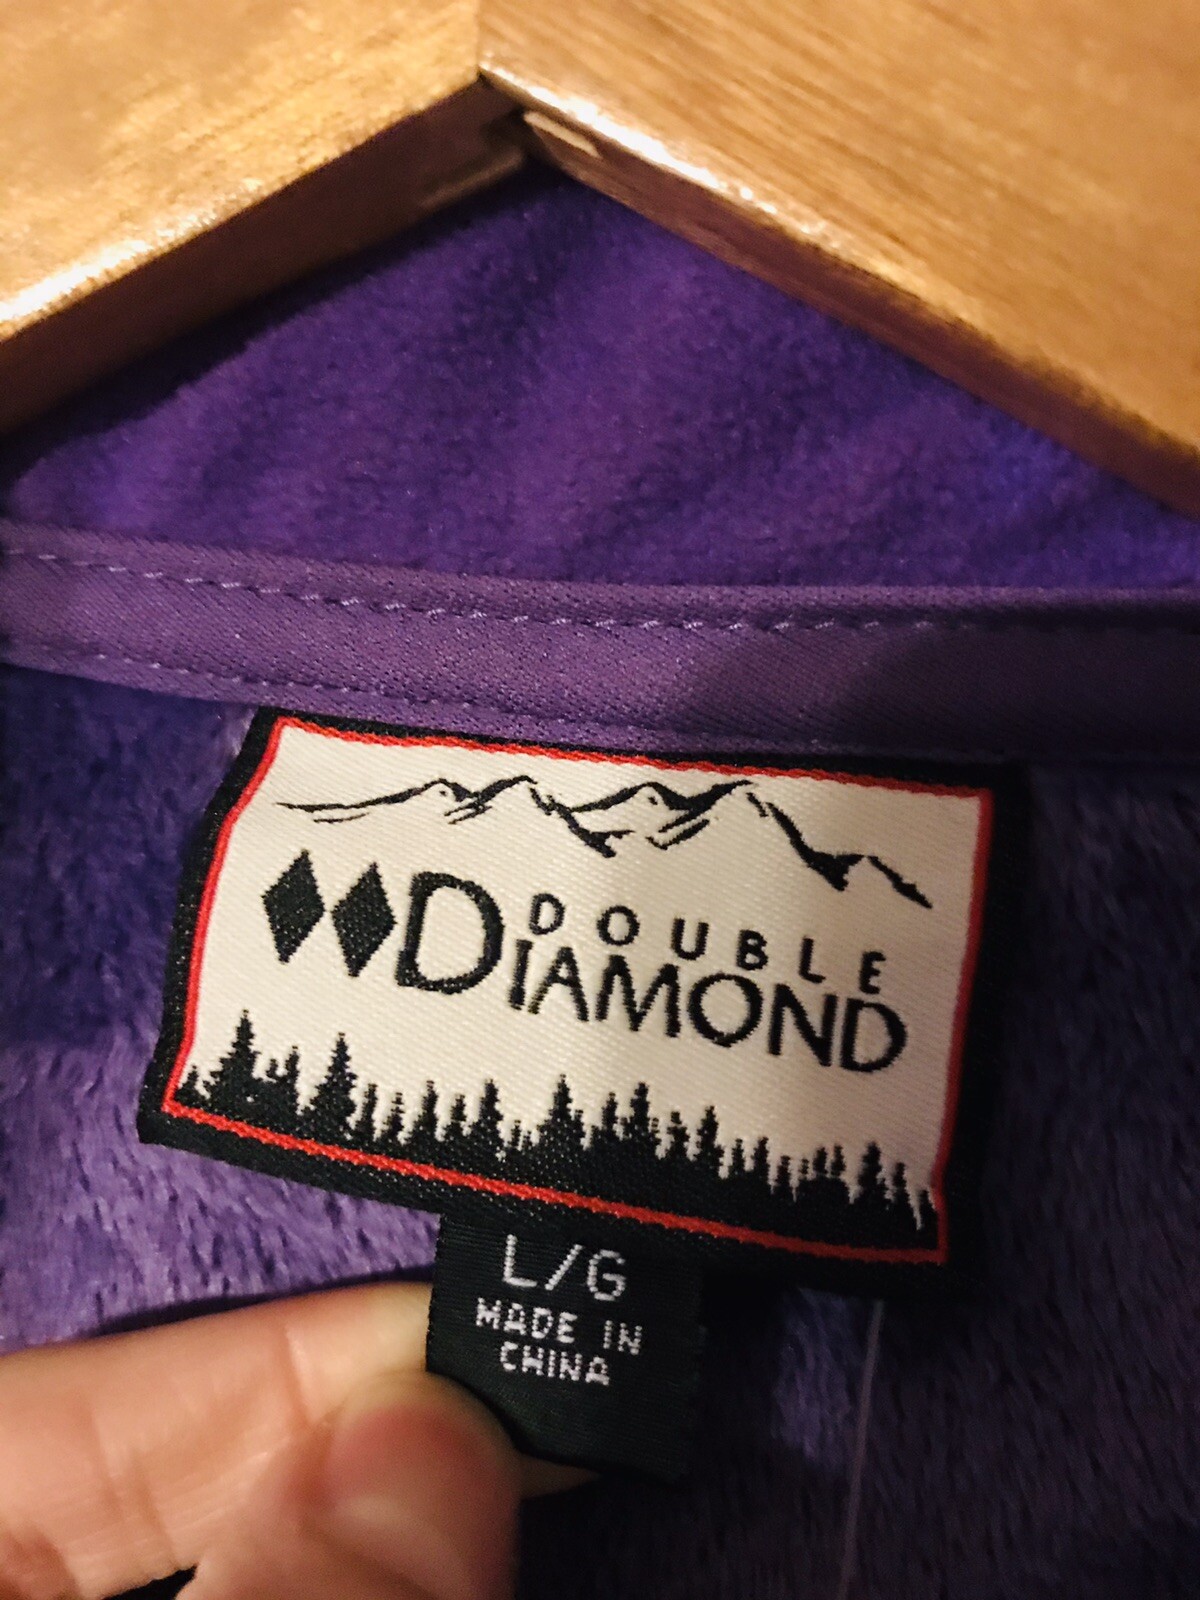 DOUBLE
DIAMOND
L/G
MADE IN
CHINA